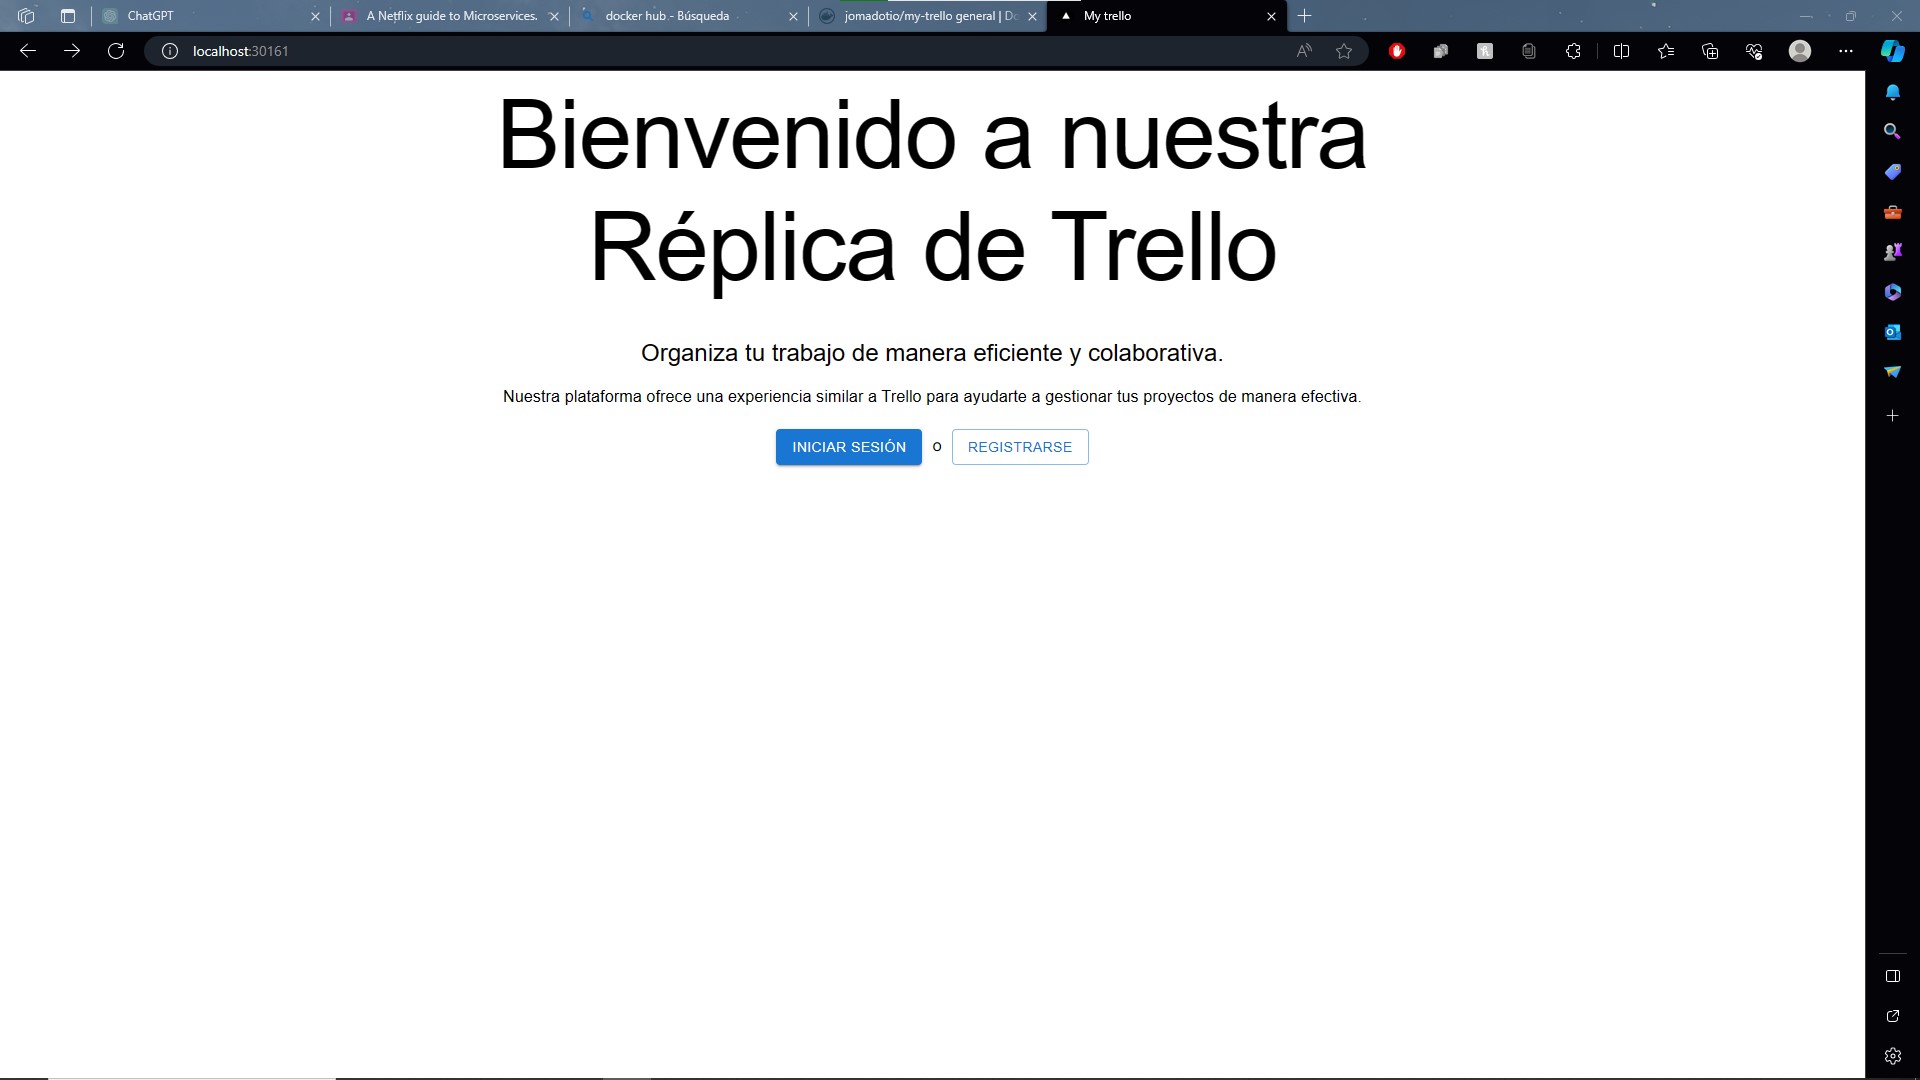 ChatGPT
A Netflix guide to Microservices.
docker hub - Búsqueda
jomadotio/my-trello general | Dc
My trello
localhost:30161
Bienvenido a nuestra
Réplica de Trello
Organiza tu trabajo de manera eficiente y colaborativa.
Nuestra plataforma ofrece una experiencia similar a Trello para ayudarte a gestionar tus proyectos de manera efectiva.
INICIAR SESIÓN o REGISTRARSE